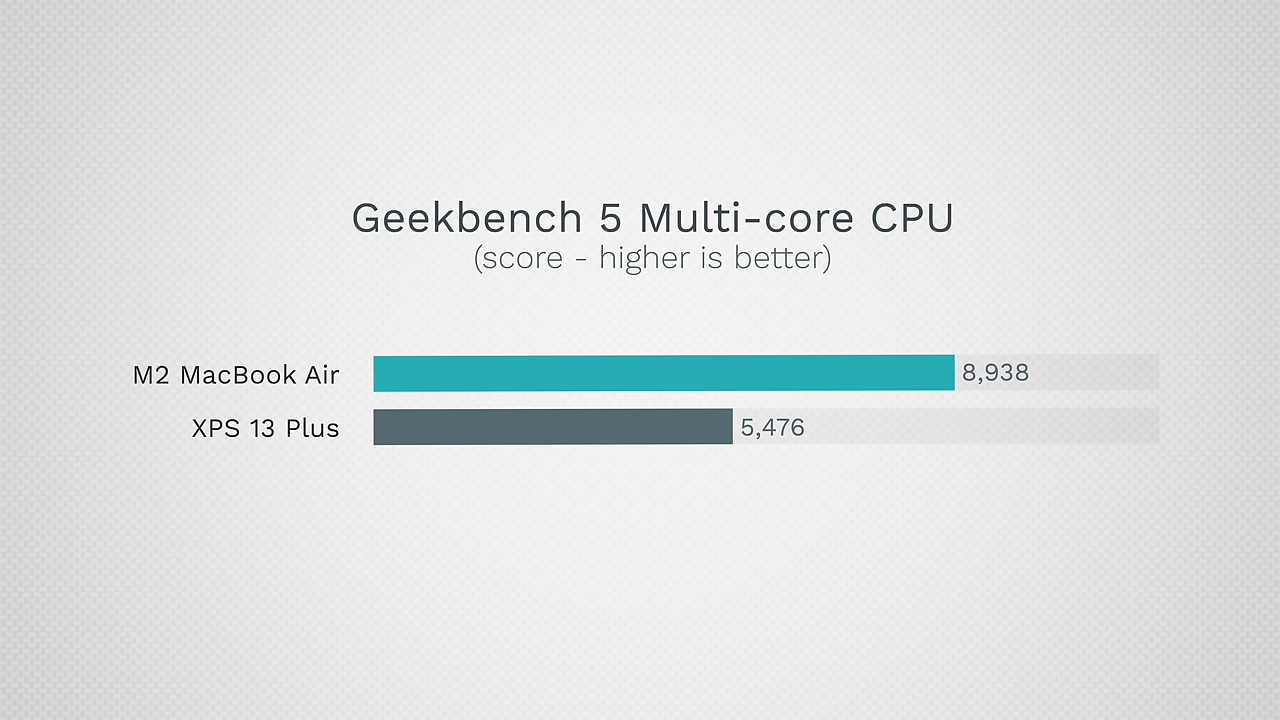 Geekbench 5 Multi-core CPU
(score - higher is better)
M2 MacBook Air 8,938
XPS 13 Plus 5,476